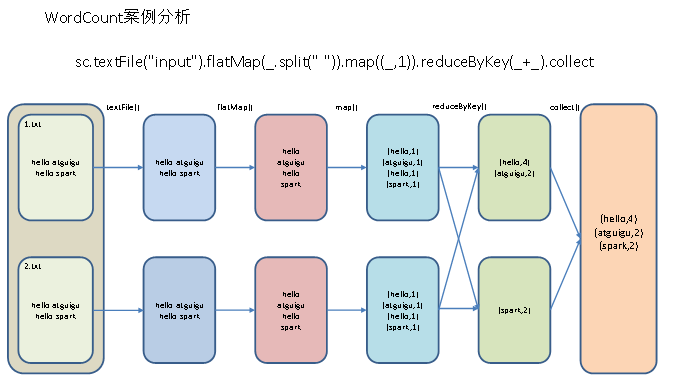 WordCount案例分析
sc.textFile("input").flatMap(_.split(" ")).map((_,1)).reduceByKey(_+_).collect
textFile() flatMap() map() reduceByKey() collect()
1.txt
hello atguigu
hello spark
hello atguigu
hello spark
hello
atguigu
hello
spark
(hello,1)
(atguigu,1)
(hello,1)
(spark,1)
(hello,4)
(atguigu,2)
(hello,4)
(atguigu,2)
(spark,2)
2.txt
hello atguigu
hello spark
hello atguigu
hello spark
hello
atguigu
hello
spark
(hello,1)
(atguigu,1)
(hello,1)
(spark,1)
(spark,2)